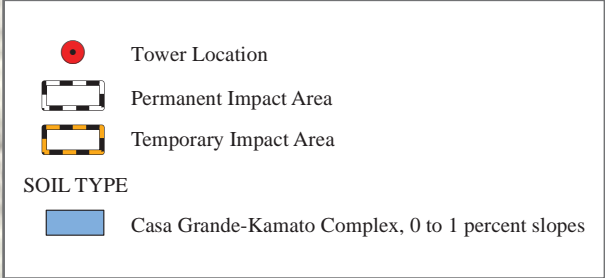 Tower Location
Permanent Impact Area
Temporary Impact Area
SOIL TYPE
Casa Grande-Kamato Complex, 0 to 1 percent slopes